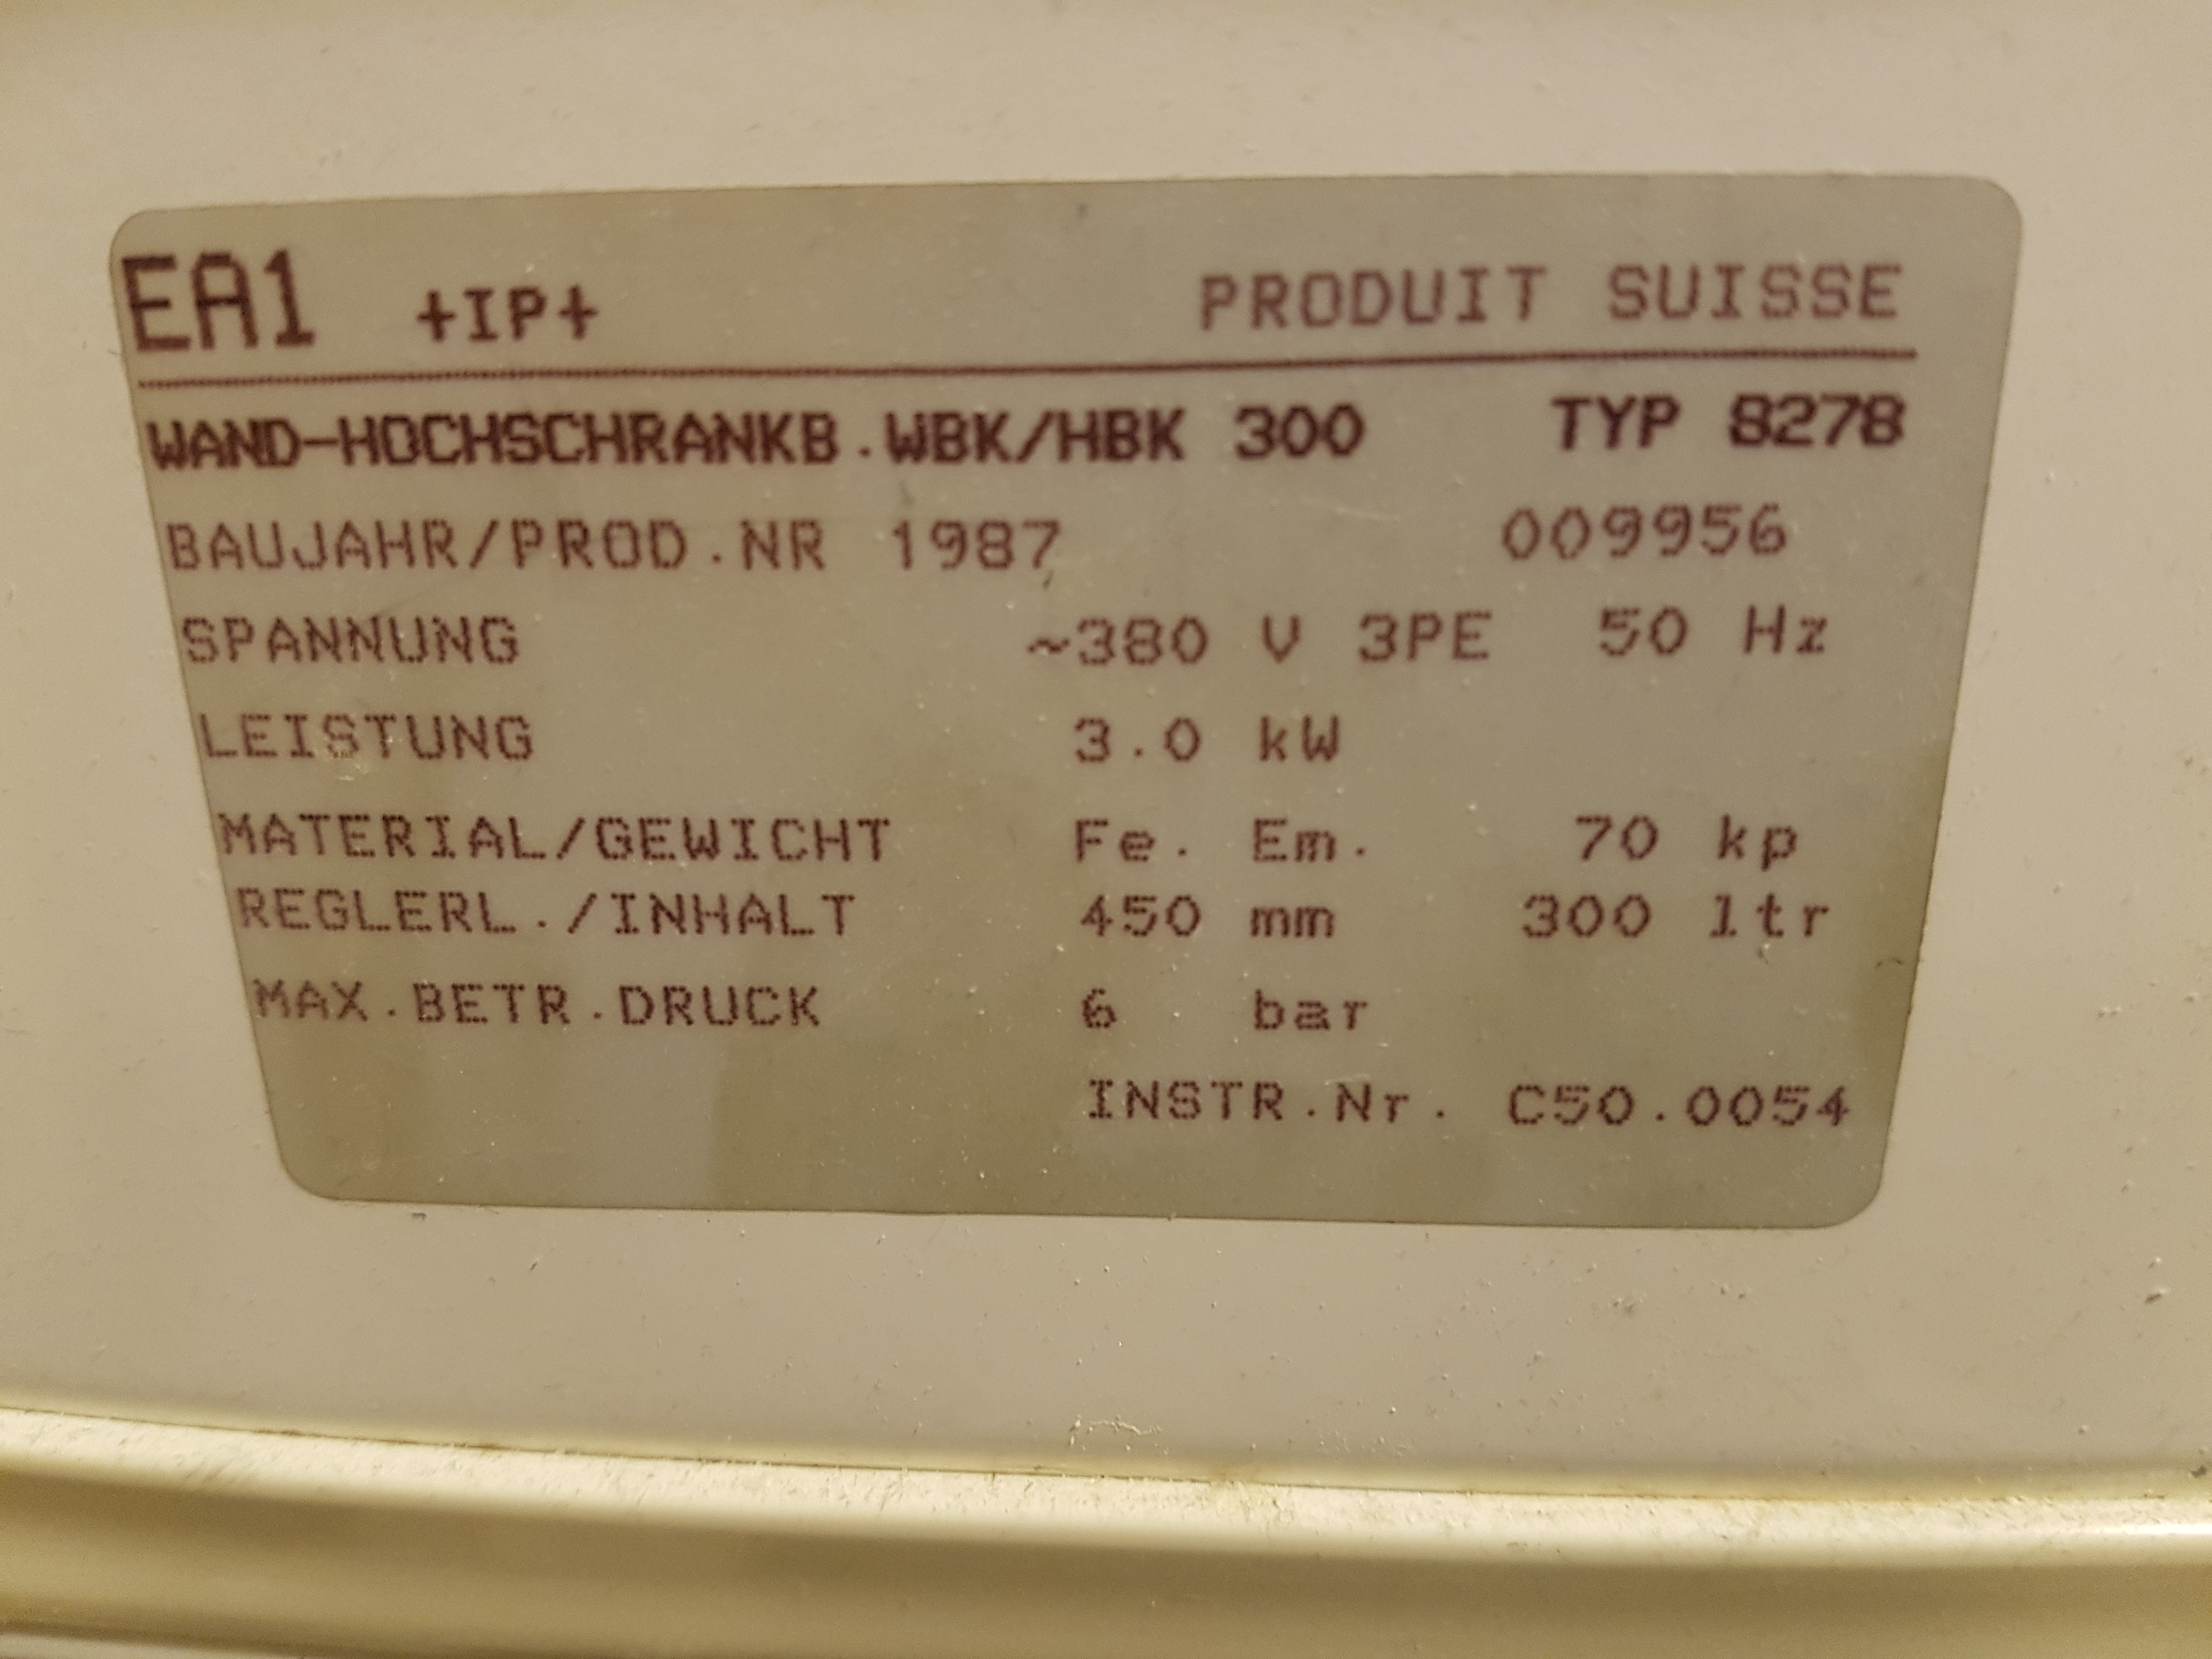 EA1 +IP+ PRODUIT SUISSE
WAND-HOCHSCHRANKB.WBK/HBK 300 TYP 8278
BAUJAHR/PROD.NR 1987 009956
SPANNUNG ~380 V 3PE 50 Hz
LEISTUNG 3.0 kW
MATERIAL/GEWICHT Fe. Em. 70 kp
REGLERL./INHALT 450 mm 300 ltr
MAX.BETR.DRUCK 6 bar
INSTR.Nr. C50.0054